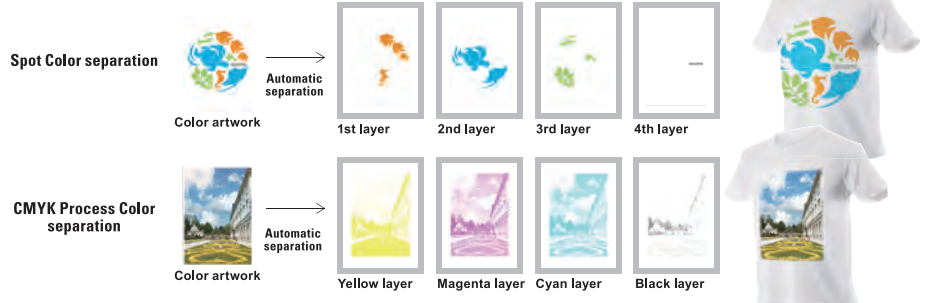 Spot Color separation
Automatic
separation
Color artwork
1st layer
2nd layer
3rd layer
4th layer
CMYK Process Color
separation
Automatic
separation
Color artwork
Yellow layer
Magenta layer
Cyan layer
Black layer